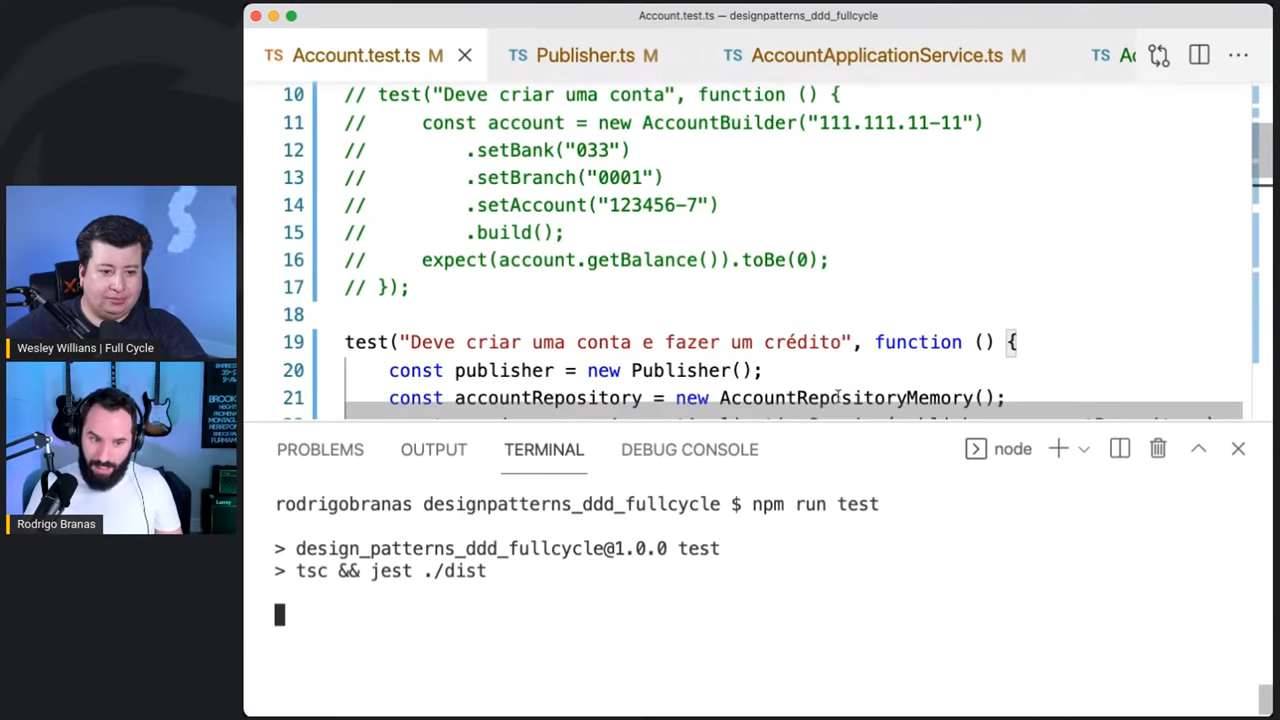 Account.test.ts — designpatterns_ddd_fullcycle
TS Account.test.ts M
TS Publisher.ts M
TS AccountApplicationService.ts M
TS Ac
10 // test("Deve criar uma conta", function () {
11 // const account = new AccountBuilder("111.111.11-11")
12 // .setBank("033")
13 // .setBranch("0001")
14 // .setAccount("123456-7")
15 // .build();
16 // expect(account.getBalance()).toBe(0);
17 // });
18
19 test("Deve criar uma conta e fazer um crédito", function () {
20 const publisher = new Publisher();
21 const accountRepository = new AccountRepositoryMemory();
PROBLEMS OUTPUT TERMINAL DEBUG CONSOLE node
rodrigobranas designpatterns_ddd_fullcycle $ npm run test
> design_patterns_ddd_fullcycle@1.0.0 test
> tsc && jest ./dist
Wesley Willians | Full Cycle
BROOK
Rodrigo Branas